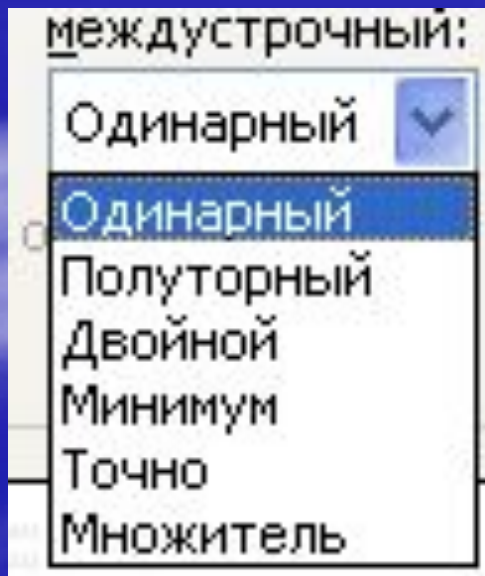 междустрочный:
Одинарный
Одинарный
Полуторный
Двойной
Минимум
Точно
Множитель